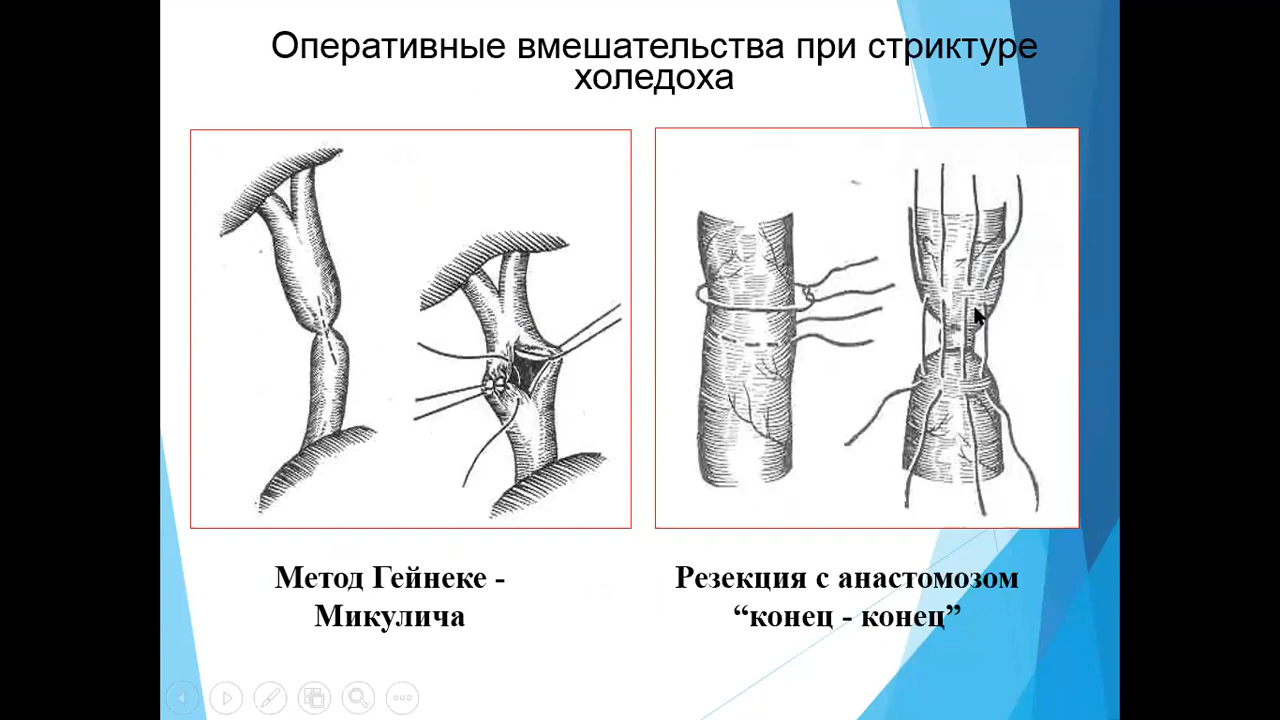 Оперативные вмешательства при стриктуре
холедоха
Метод Гейнеке -
Микулича
Резекция с анастомозом
“конец - конец”